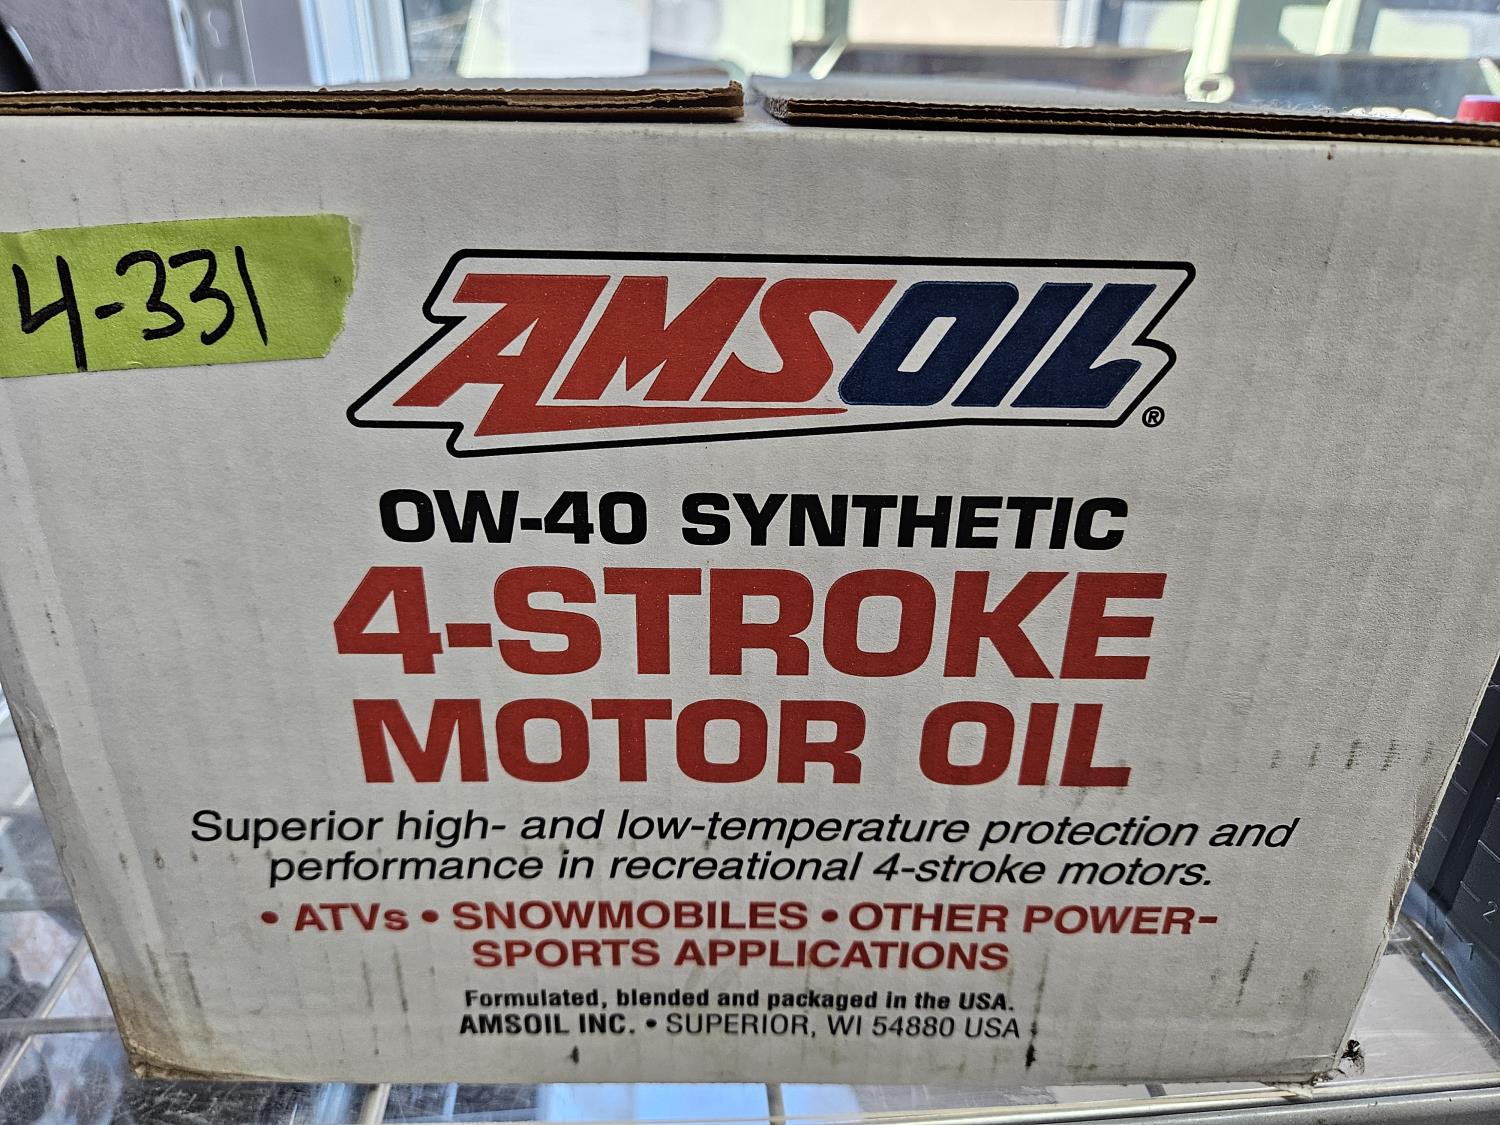 4-331
AMSOIL®
0W-40 SYNTHETIC
4-STROKE
MOTOR OIL
Superior high- and low-temperature protection and
performance in recreational 4-stroke motors.
• ATVs • SNOWMOBILES • OTHER POWER-
SPORTS APPLICATIONS
Formulated, blended and packaged in the USA.
AMSOIL INC. • SUPERIOR, WI 54880 USA
2